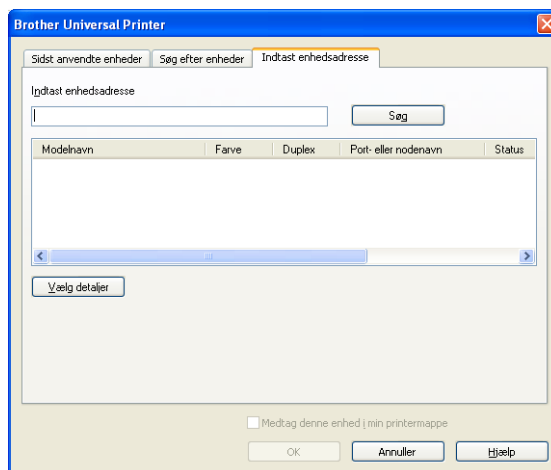 Brother Universal Printer
Sidst anvendte enheder Søg efter enheder Indtast enhedsadresse
Indtast enhedsadresse
Søg
Modelnavn Farve Duplex Port- eller nodenavn Status
Vælg detaljer
Medtag denne enhed i min printermappe
OK Annuller Hjælp